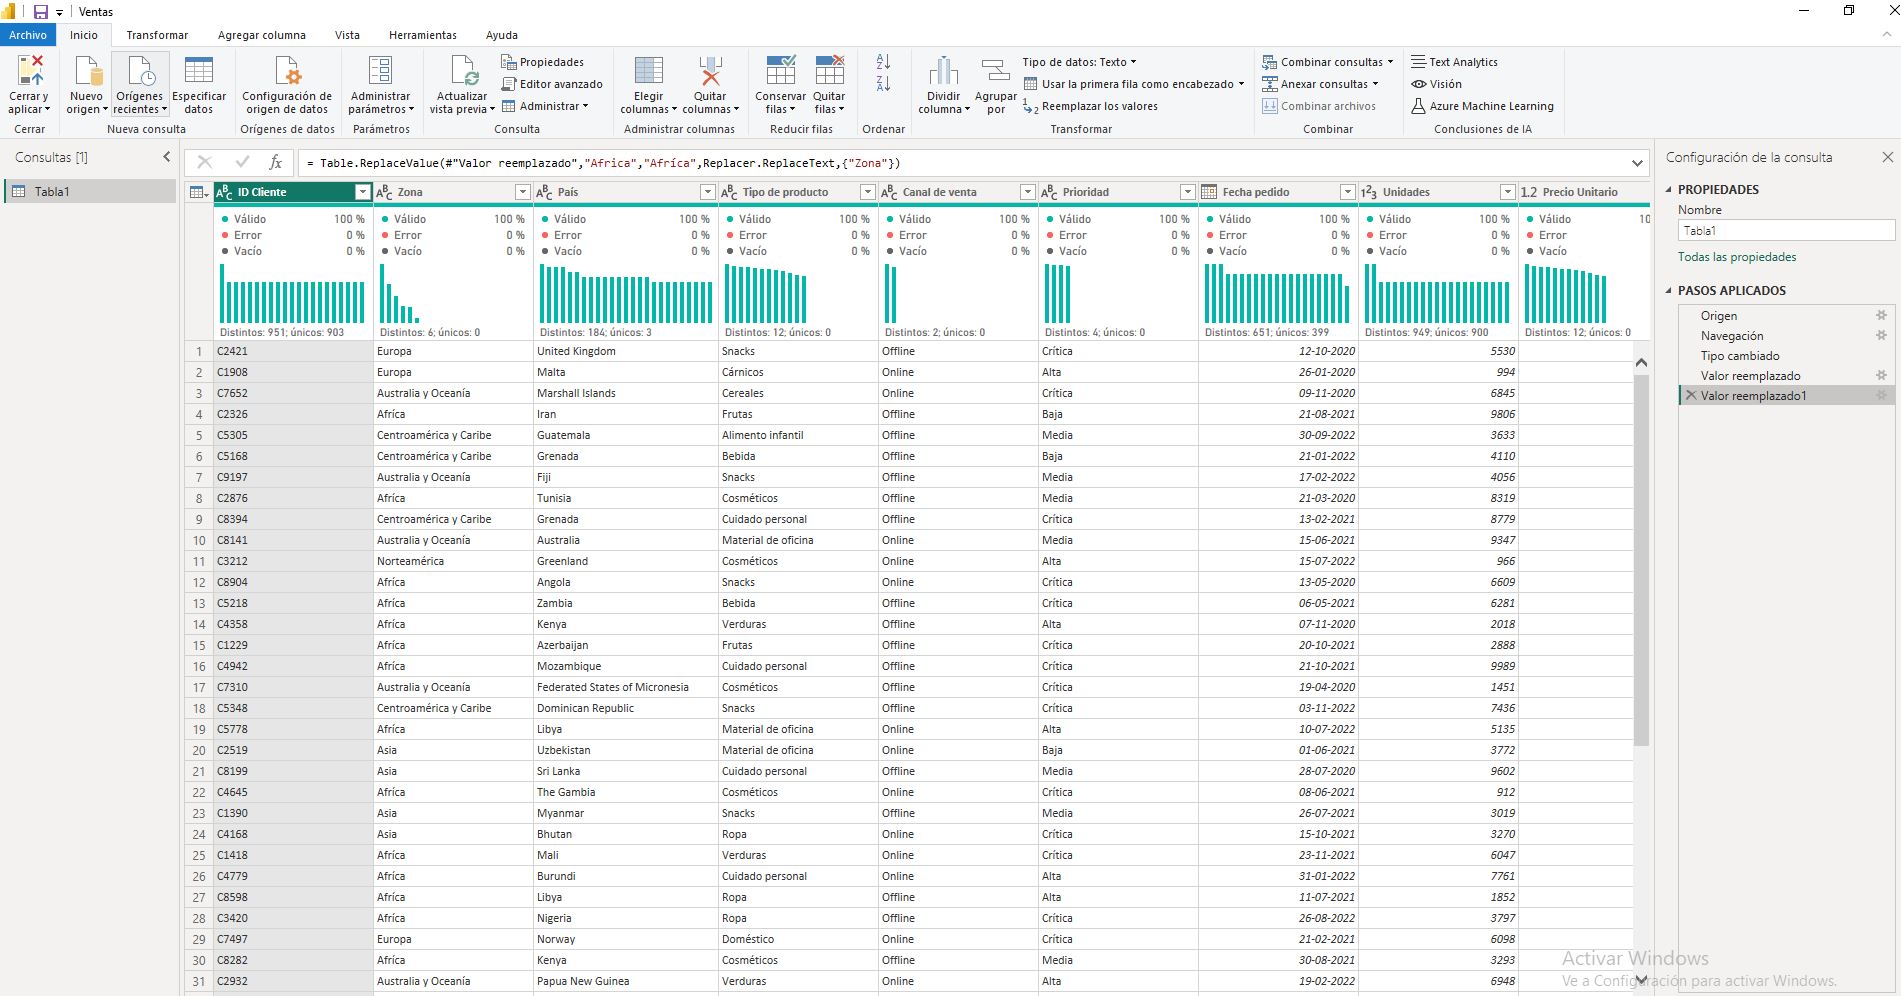 Ventas
Archivo Inicio Transformar Agregar columna Vista Herramientas Ayuda
Cerrar y aplicar
Cerrar
Nuevo origen Orígenes recientes Especificar datos
Nueva consulta
Configuración de origen de datos
Orígenes de datos
Administrar parámetros
Parámetros
Actualizar vista previa
Propiedades
Editor avanzado
Administrar
Consulta
Elegir columnas Quitar columnas
Administrar columnas
Conservar filas Quitar filas
Reducir filas
Ordenar
Dividir columna Agrupar por
Tipo de datos: Texto
Usar la primera fila como encabezado
Reemplazar los valores
Transformar
Combinar consultas
Anexar consultas
Combinar archivos
Combinar
Text Analytics
Visión
Azure Machine Learning
Conclusiones de IA
Consultas [1]
Tabla1
fx = Table.ReplaceValue(#"Valor reemplazado","Africa","Afríca",Replacer.ReplaceText,{"Zona"})
ABC ID Cliente ABC Zona ABC País ABC Tipo de producto ABC Canal de venta ABC Prioridad Fecha pedido 123 Unidades 1.2 Precio Unitario
Válido 100 % Válido 100 % Válido 100 % Válido 100 % Válido 100 % Válido 100 % Válido 100 % Válido 100 % Válido 10
Error 0 % Error 0 % Error 0 % Error 0 % Error 0 % Error 0 % Error 0 % Error 0 % Error
Vacío 0 % Vacío 0 % Vacío 0 % Vacío 0 % Vacío 0 % Vacío 0 % Vacío 0 % Vacío 0 % Vacío
Distintos: 951; únicos: 903 Distintos: 6; únicos: 0 Distintos: 184; únicos: 3 Distintos: 12; únicos: 0 Distintos: 2; únicos: 0 Distintos: 4; únicos: 0 Distintos: 651; únicos: 399 Distintos: 949; únicos: 900 Distintos: 12; únicos: 0
1 C2421 Europa United Kingdom Snacks Offline Crítica 12-10-2020 5530
2 C1908 Europa Malta Cárnicos Online Alta 26-01-2020 994
3 C7652 Australia y Oceanía Marshall Islands Cereales Online Crítica 09-11-2020 6845
4 C2326 Afríca Iran Frutas Offline Baja 21-08-2021 9806
5 C5305 Centroamérica y Caribe Guatemala Alimento infantil Offline Media 30-09-2022 3633
6 C5168 Centroamérica y Caribe Grenada Bebida Offline Baja 21-01-2022 4110
7 C9197 Australia y Oceanía Fiji Snacks Offline Media 17-02-2022 4056
8 C2876 Afríca Tunisia Cosméticos Offline Media 21-03-2020 8319
9 C8394 Centroamérica y Caribe Grenada Cuidado personal Offline Crítica 13-02-2021 8779
10 C8141 Australia y Oceanía Australia Material de oficina Online Media 15-06-2021 9347
11 C3212 Norteamérica Greenland Cosméticos Online Alta 15-07-2022 966
12 C8904 Afríca Angola Snacks Online Crítica 13-05-2020 6609
13 C5218 Afríca Zambia Bebida Offline Crítica 06-05-2021 6281
14 C4358 Afríca Kenya Verduras Offline Alta 07-11-2020 2018
15 C1229 Afríca Azerbaijan Frutas Offline Crítica 20-10-2021 2888
16 C4942 Afríca Mozambique Cuidado personal Offline Crítica 21-10-2021 9989
17 C7310 Australia y Oceanía Federated States of Micronesia Cosméticos Offline Crítica 19-04-2020 1451
18 C5348 Centroamérica y Caribe Dominican Republic Snacks Offline Crítica 03-11-2022 7436
19 C5778 Afríca Libya Material de oficina Online Alta 10-07-2022 5135
20 C2519 Asia Uzbekistan Material de oficina Online Baja 01-06-2021 3772
21 C8199 Asia Sri Lanka Cuidado personal Offline Media 28-07-2020 9602
22 C4645 Afríca The Gambia Cosméticos Online Crítica 08-06-2021 912
23 C1390 Asia Myanmar Snacks Offline Media 26-07-2021 3019
24 C4168 Asia Bhutan Ropa Online Crítica 15-10-2021 3270
25 C1418 Afríca Mali Verduras Online Crítica 23-11-2021 6047
26 C4779 Afríca Burundi Cuidado personal Online Alta 31-01-2022 7761
27 C8598 Afríca Libya Ropa Offline Alta 11-07-2021 1852
28 C3420 Afríca Nigeria Ropa Offline Crítica 26-08-2022 3797
29 C7497 Europa Norway Doméstico Online Crítica 21-02-2021 6098
30 C8282 Afríca Kenya Cosméticos Offline Media 30-08-2021 3293
31 C2932 Australia y Oceanía Papua New Guinea Verduras Online Alta 19-02-2022 6948
Configuración de la consulta
PROPIEDADES
Nombre
Tabla1
Todas las propiedades
PASOS APLICADOS
Origen
Navegación
Tipo cambiado
Valor reemplazado
Valor reemplazado1
Activar Windows
Ve a Configuración para activar Windows.